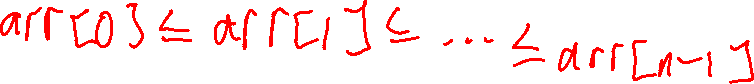 arr[0] ≤ arr[1] ≤ ... ≤ arr[n-1]